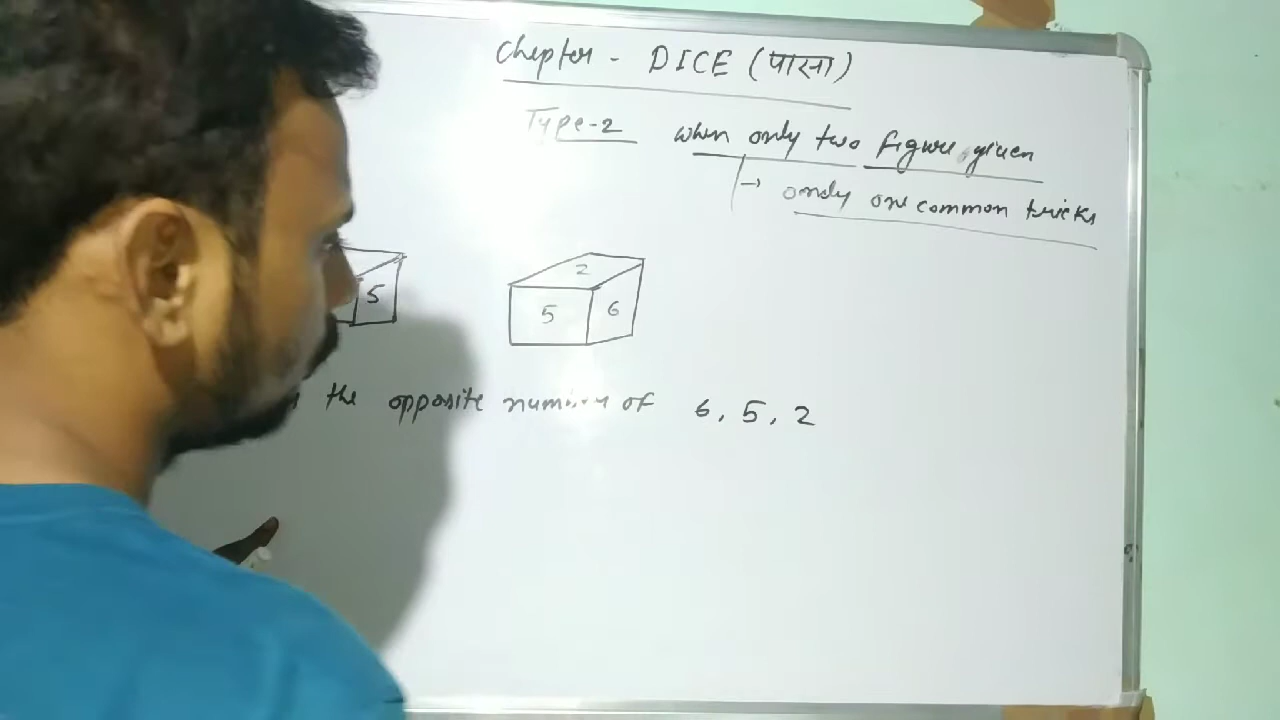 Chepter - DICE (पासा)
Type-2 when only two figure given
→ only one common tricks
5
2
5 6
the opposite number of 6, 5, 2